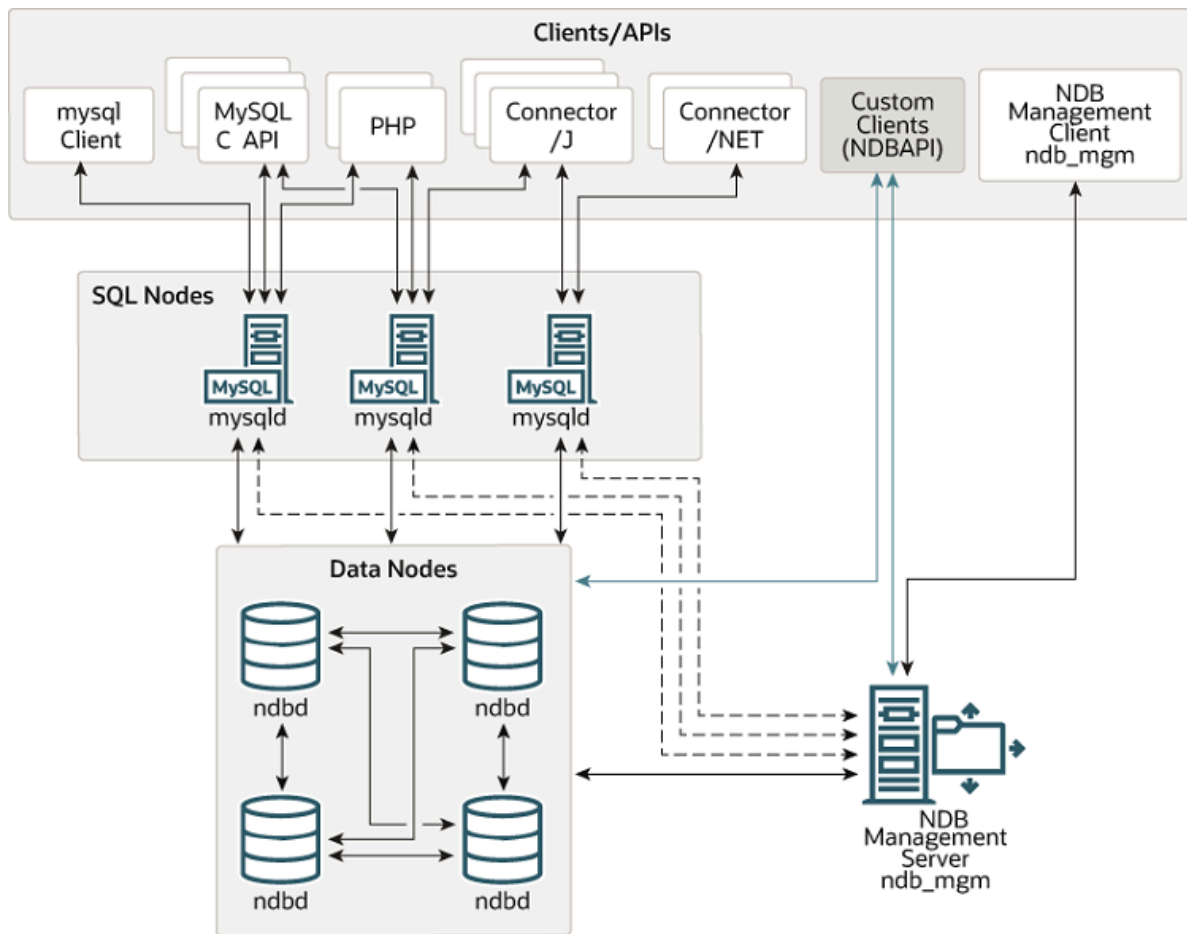 Clients/APIs
mysql
Client
MySQL
C API
PHP
Connector
/J
Connector
/NET
Custom
Clients
(NDBAPI)
NDB
Management
Client
ndb_mgm
SQL Nodes
MySQL
mysqld
MySQL
mysqld
MySQL
mysqld
Data Nodes
ndbd
ndbd
ndbd
ndbd
NDB
Management
Server
ndb_mgm